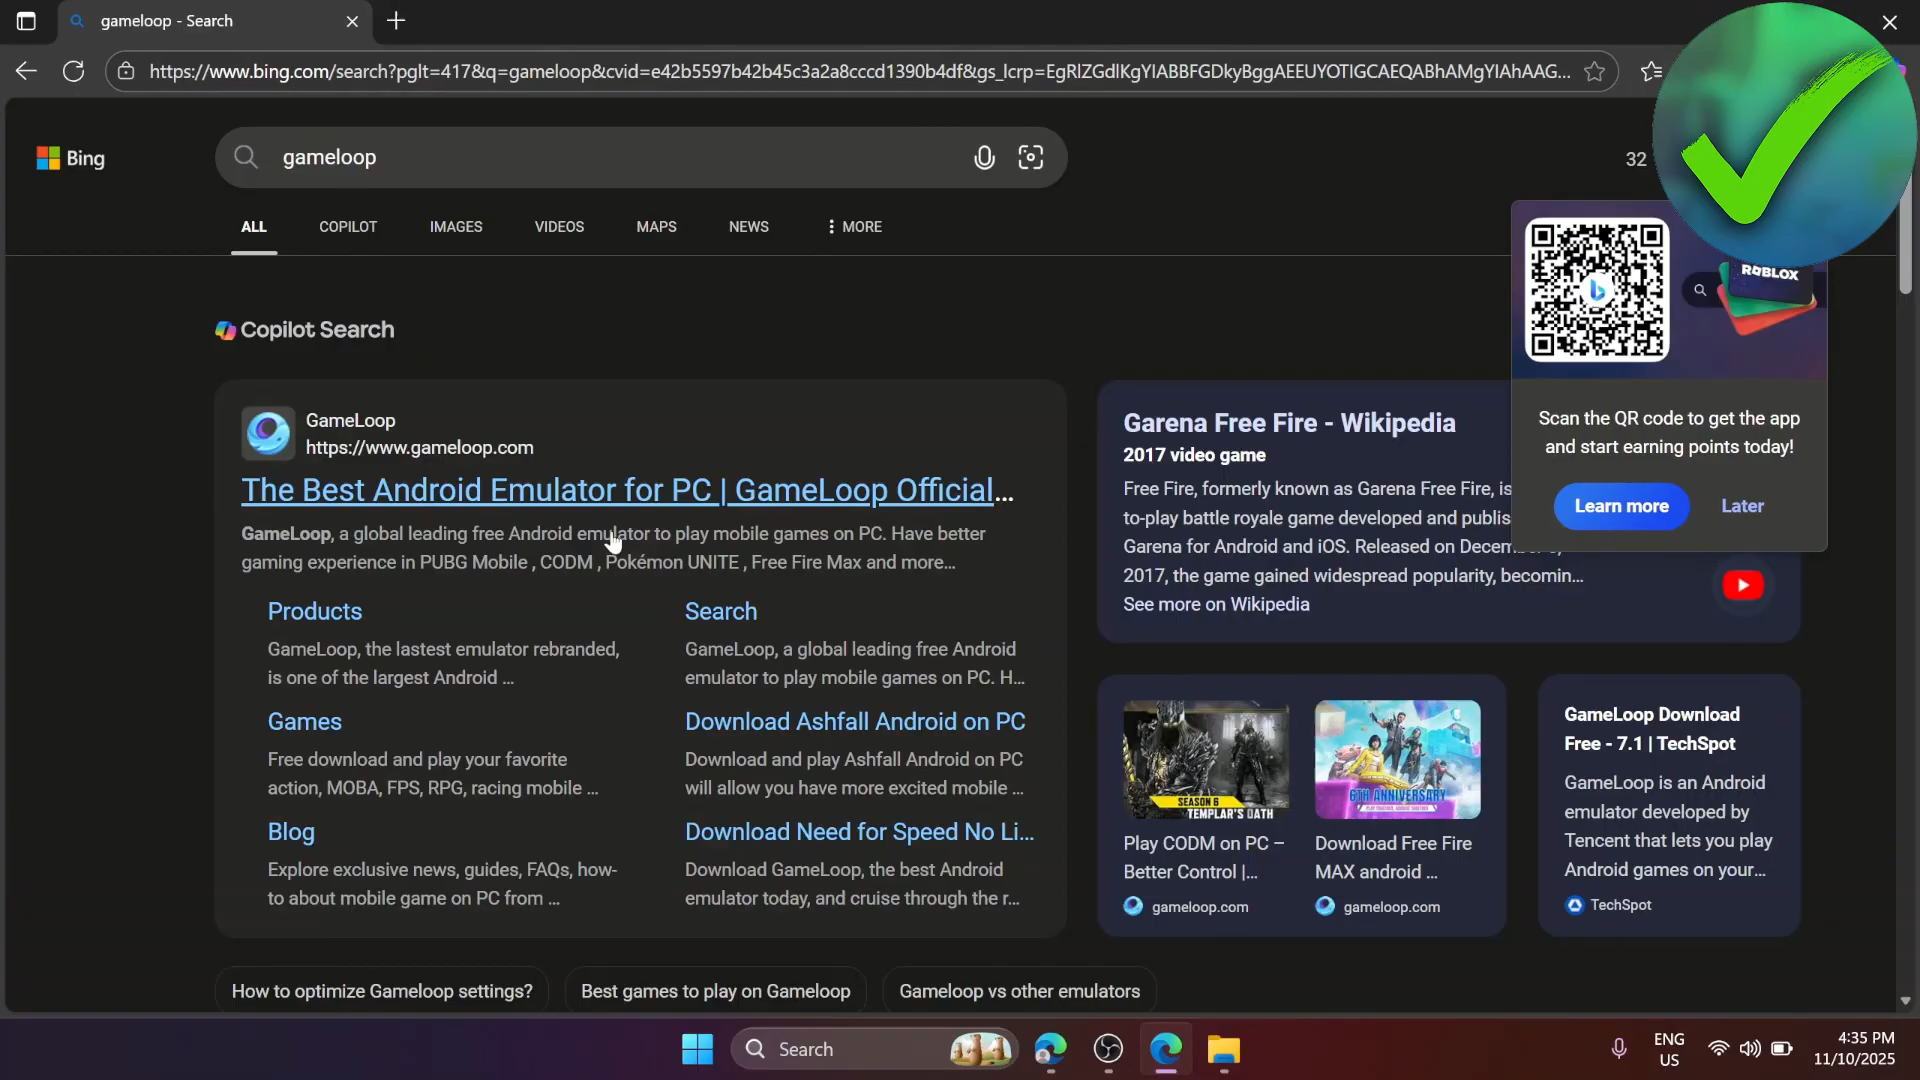 gameloop - Search
https://www.bing.com/search?pglt=417&q=gameloop&cvid=e42b5597b42b45c3a2a8cccd1390b4df&gs_lcrp=EgRlZGdlKgYIABBFGDkyBggAEEUYOTIGCAEQABhAMgYIAhAAG...
Bing
gameloop
32
ALL
COPILOT
IMAGES
VIDEOS
MAPS
NEWS
MORE
Copilot Search
GameLoop
https://www.gameloop.com
The Best Android Emulator for PC | GameLoop Official...
GameLoop, a global leading free Android emulator to play mobile games on PC. Have better
gaming experience in PUBG Mobile , CODM , Pokémon UNITE , Free Fire Max and more...
Products
GameLoop, the lastest emulator rebranded,
is one of the largest Android ...
Search
GameLoop, a global leading free Android
emulator to play mobile games on PC. H...
Games
Free download and play your favorite
action, MOBA, FPS, RPG, racing mobile ...
Download Ashfall Android on PC
Download and play Ashfall Android on PC
will allow you have more excited mobile ...
Blog
Explore exclusive news, guides, FAQs, how-
to about mobile game on PC from ...
Download Need for Speed No Li...
Download GameLoop, the best Android
emulator today, and cruise through the r...
Garena Free Fire - Wikipedia
2017 video game
Free Fire, formerly known as Garena Free Fire, is
to-play battle royale game developed and publis
Garena for Android and iOS. Released on Decem
2017, the game gained widespread popularity, becomin...
See more on Wikipedia
ROBLOX
Scan the QR code to get the app
and start earning points today!
Learn more
Later
SEASON 6
TEMPLAR'S OATH
Play CODM on PC –
Better Control |...
gameloop.com
6TH ANNIVERSARY
Download Free Fire
MAX android ...
gameloop.com
GameLoop Download
Free - 7.1 | TechSpot
GameLoop is an Android
emulator developed by
Tencent that lets you play
Android games on your...
TechSpot
How to optimize Gameloop settings?
Best games to play on Gameloop
Gameloop vs other emulators
Search
ENG
US
4:35 PM
11/10/2025